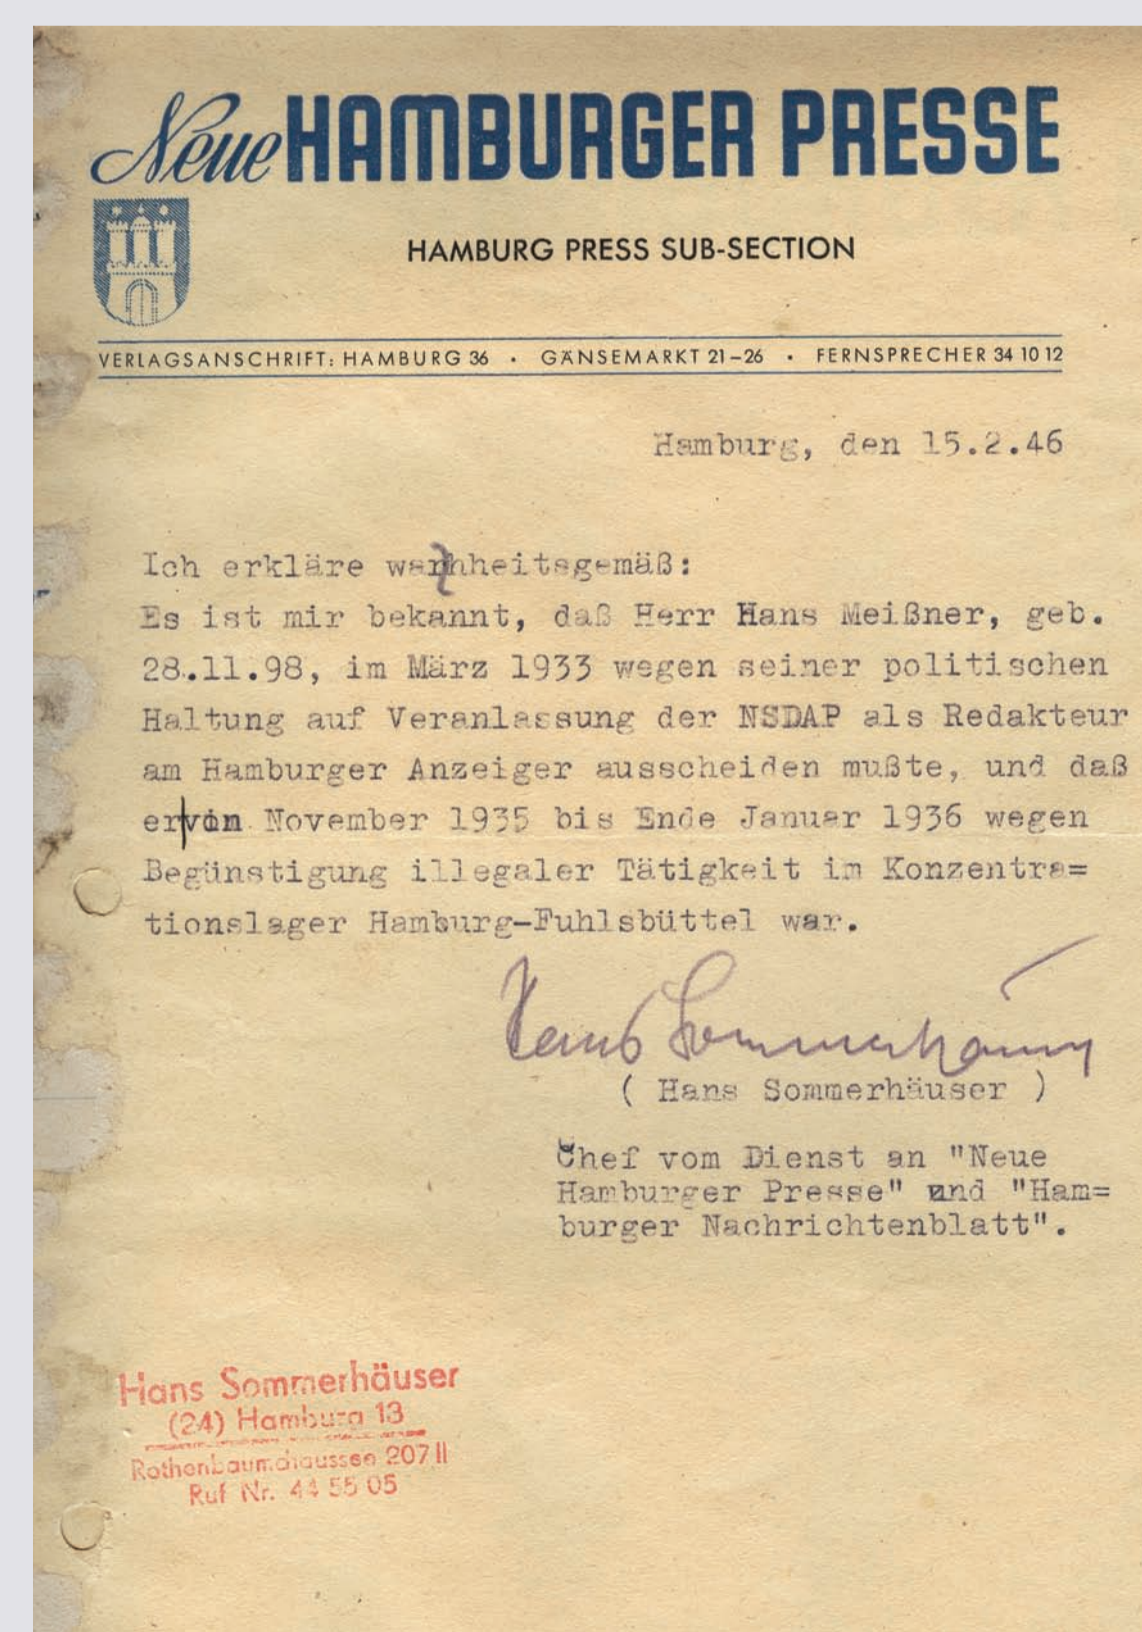 Neue HAMBURGER PRESSE
HAMBURG PRESS SUB-SECTION
VERLAGSANSCHRIFT: HAMBURG 36 · GÄNSEMARKT 21–26 · FERNSPRECHER 34 10 12
Hamburg, den 15.2.46
Ich erkläre wahrheitsgemäß:
Es ist mir bekannt, daß Herr Hans Meißner, geb.
28.11.98, im März 1933 wegen seiner politischen
Haltung auf Veranlassung der NSDAP als Redakteur
am Hamburger Anzeiger ausscheiden mußte, und daß
er von November 1935 bis Ende Januar 1936 wegen
Begünstigung illegaler Tätigkeit im Konzentra=
tionslager Hamburg-Fuhlsbüttel war.
Hans Sommerhäuser
( Hans Sommerhäuser )
Chef vom Dienst an "Neue
Hamburger Presse" und "Ham=
burger Nachrichtenblatt".
Hans Sommerhäuser
(24) Hamburg 13
Rothenbaumchaussee 207 II
Ruf Nr. 44 55 05